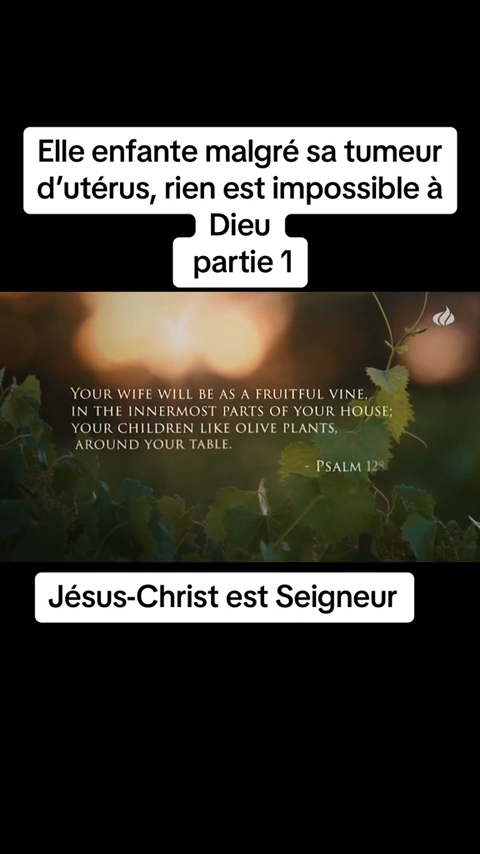 Elle enfante malgré sa tumeur
d'utérus, rien est impossible à
Dieu
partie 1
YOUR WIFE WILL BE AS A FRUITFUL VINE,
IN THE INNERMOST PARTS OF YOUR HOUSE;
YOUR CHILDREN LIKE OLIVE PLANTS,
AROUND YOUR TABLE.
- PSALM 128
Jésus-Christ est Seigneur